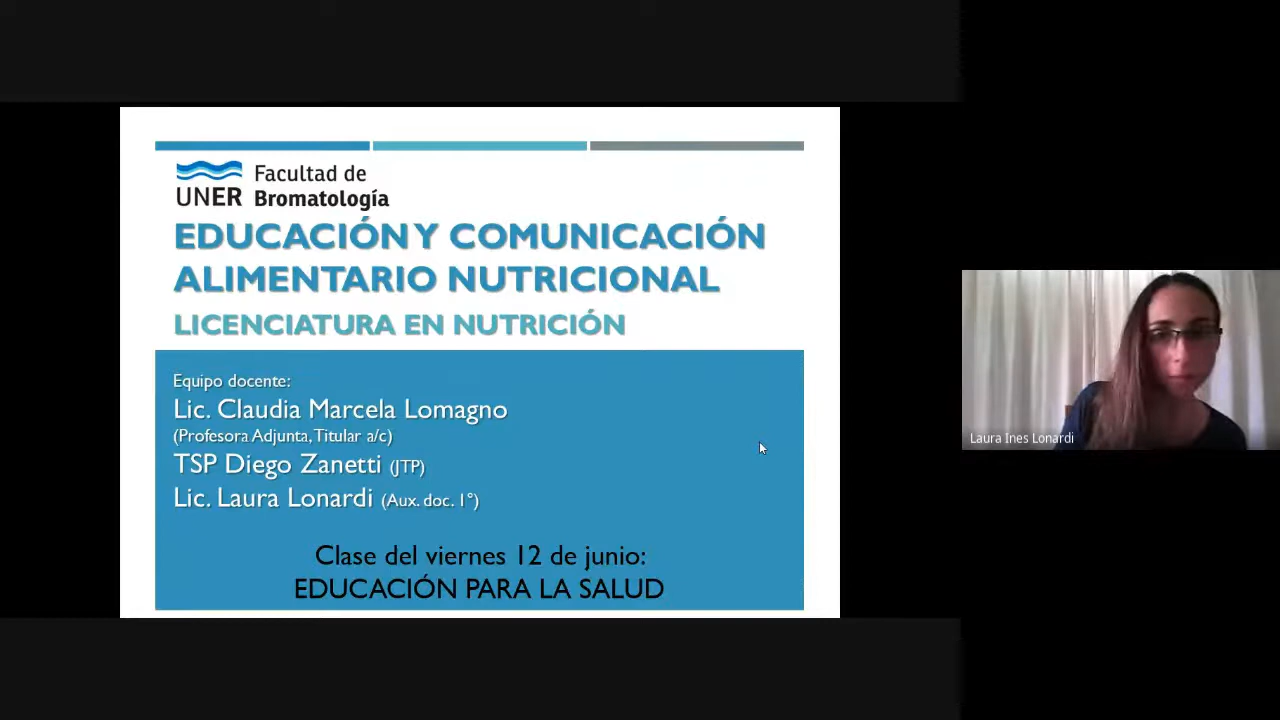 Facultad de
UNER Bromatología
EDUCACIÓN Y COMUNICACIÓN
ALIMENTARIO NUTRICIONAL
LICENCIATURA EN NUTRICIÓN
Equipo docente:
Lic. Claudia Marcela Lomagno
(Profesora Adjunta, Titular a/c)
TSP Diego Zanetti (JTP)
Lic. Laura Lonardi (Aux. doc. 1°)
Clase del viernes 12 de junio:
EDUCACIÓN PARA LA SALUD
Laura Ines Lonardi